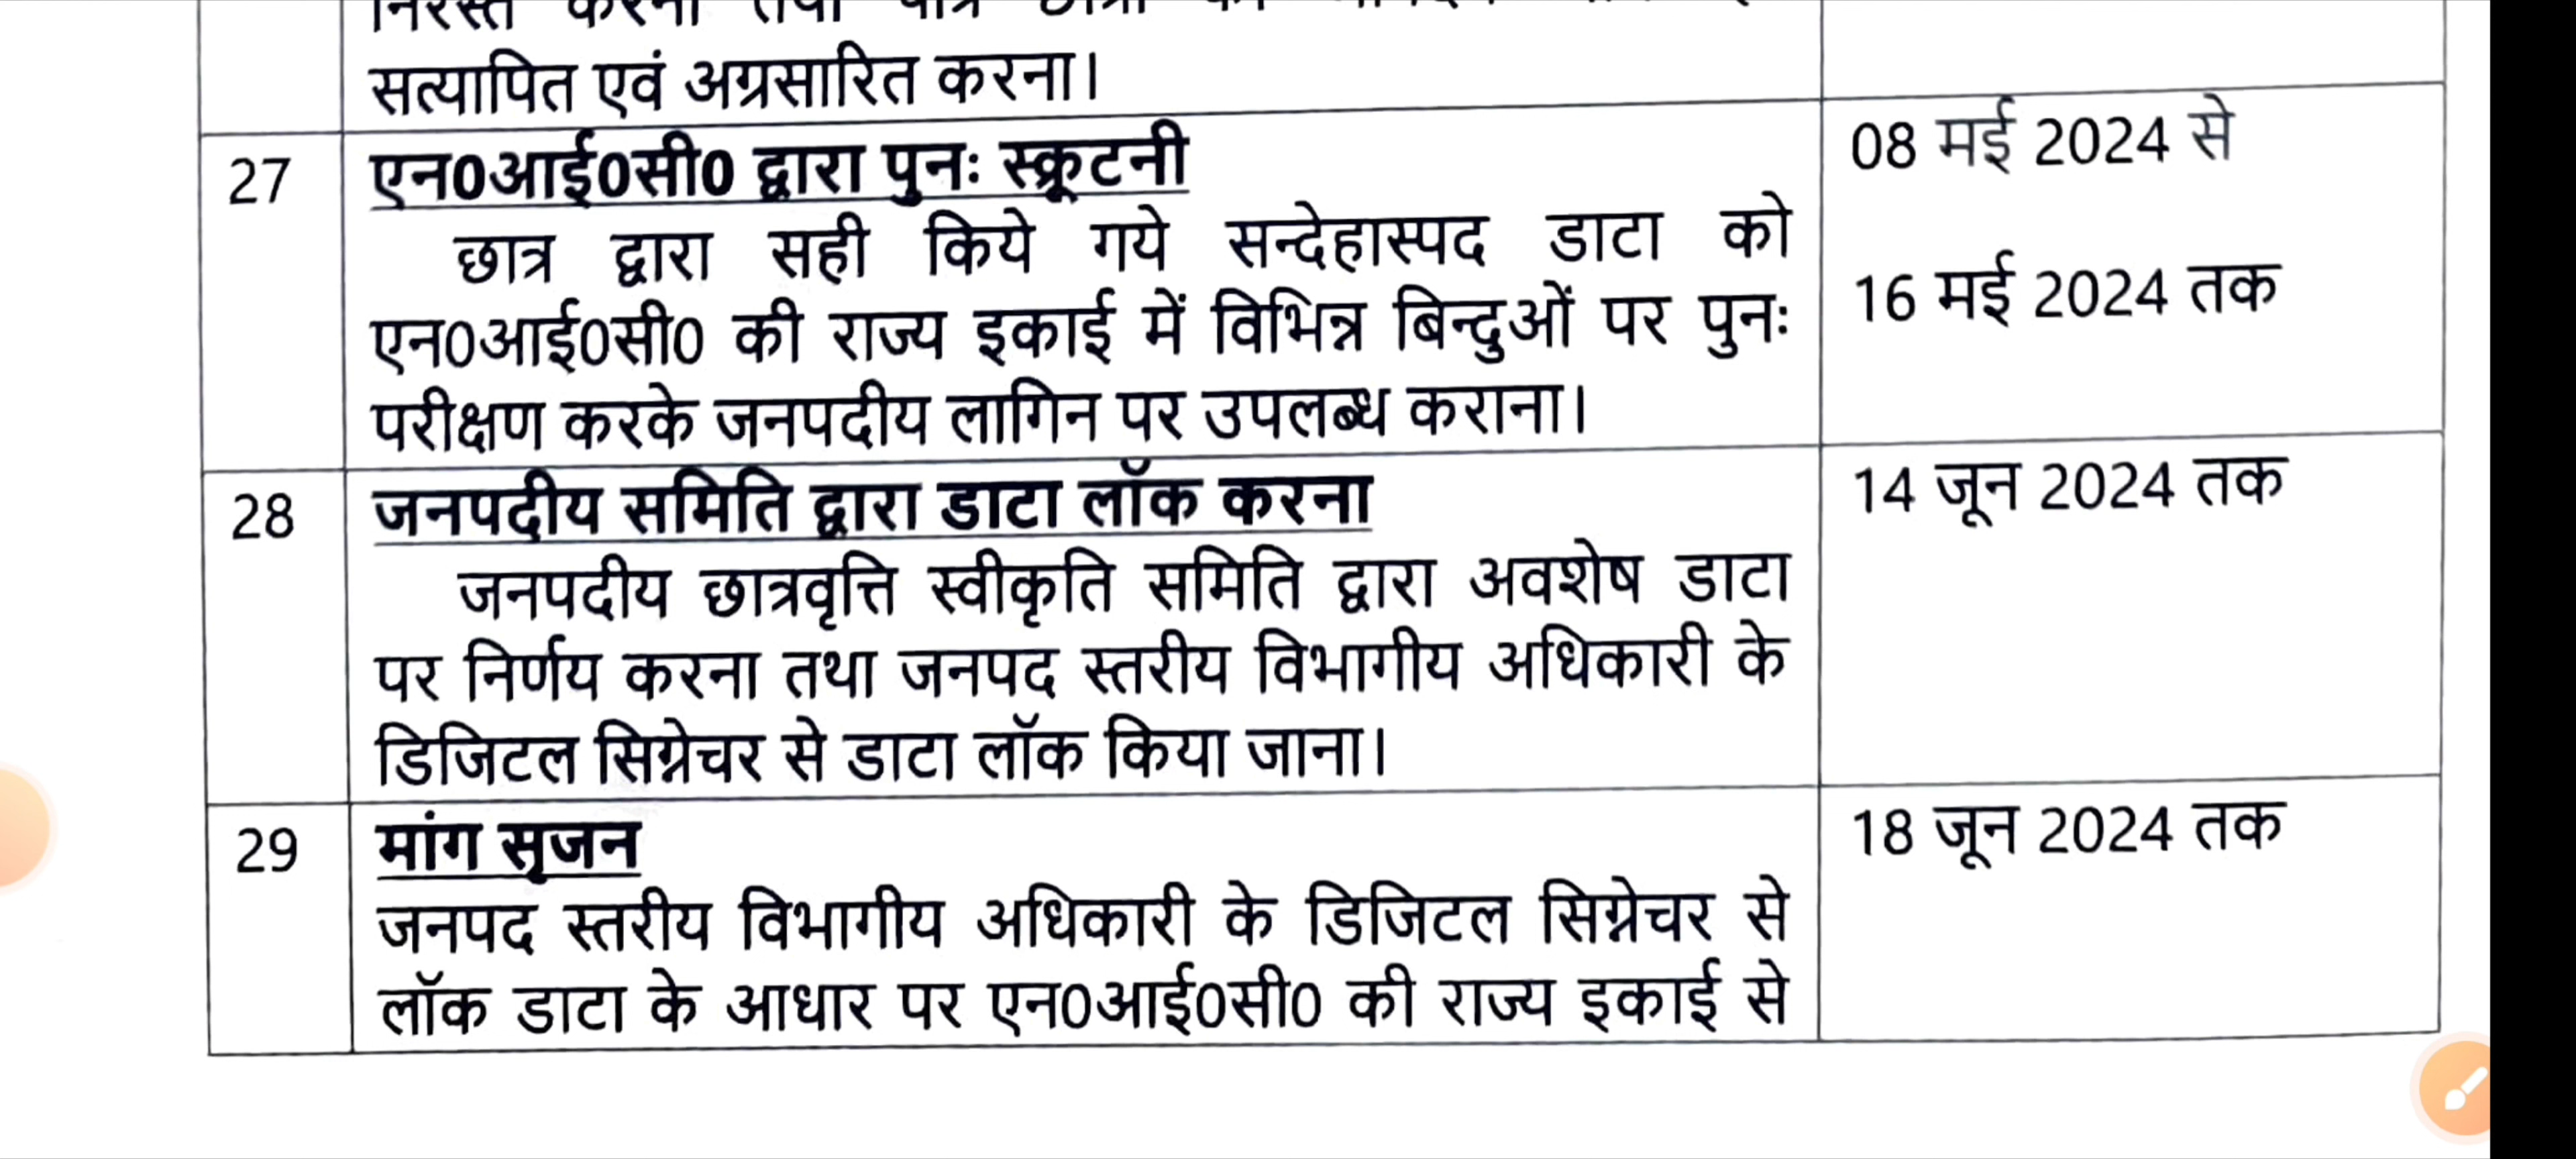 निरस्त करना तथा पात्र छात्रों
सत्यापित एवं अग्रसारित करना।
27
एन0आई0सी0 द्वारा पुनः स्क्रूटनी
08 मई 2024 से
छात्र द्वारा सही किये गये सन्देहास्पद डाटा को
एन0आई0सी0 की राज्य इकाई में विभिन्न बिन्दुओं पर पुनः
16 मई 2024 तक
परीक्षण करके जनपदीय लागिन पर उपलब्ध कराना।
28
जनपदीय समिति द्वारा डाटा लॉक करना
14 जून 2024 तक
जनपदीय छात्रवृत्ति स्वीकृति समिति द्वारा अवशेष डाटा
पर निर्णय करना तथा जनपद स्तरीय विभागीय अधिकारी के
डिजिटल सिग्नेचर से डाटा लॉक किया जाना।
29
मांग सृजन
18 जून 2024 तक
जनपद स्तरीय विभागीय अधिकारी के डिजिटल सिग्नेचर से
लॉक डाटा के आधार पर एन0आई0सी0 की राज्य इकाई से